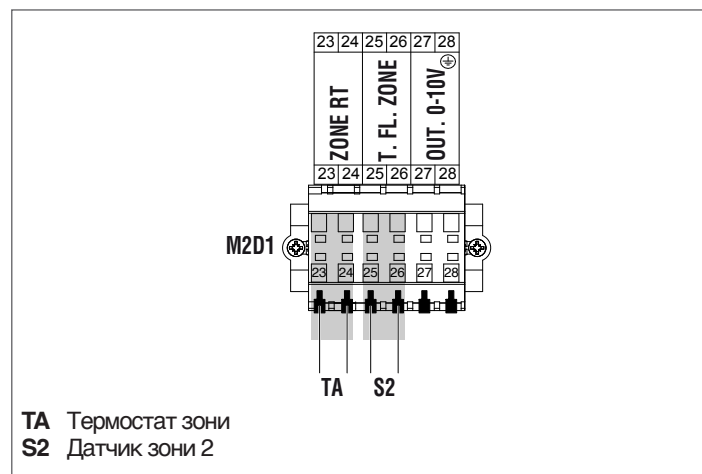 23 24 25 26 27 28
ZONE RT
T. FL. ZONE
OUT. 0-10V
23 24 25 26 27 28
M2D1
23 24 25 26 27 28
TA S2
TA Термостат зони
S2 Датчик зони 2